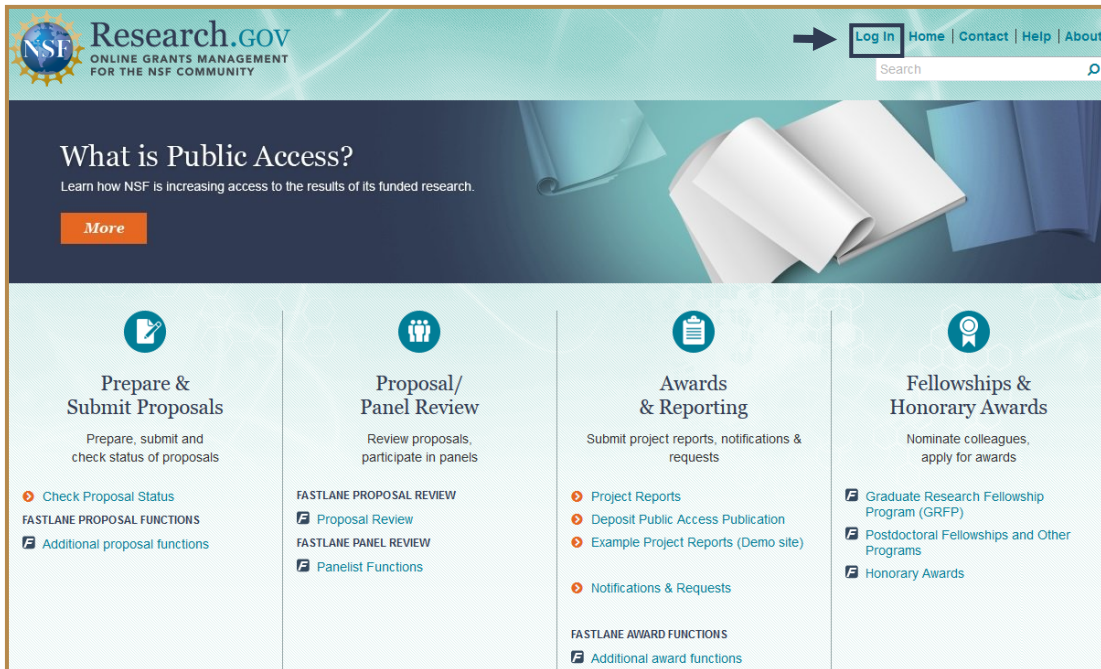 NSF
Research.GOV
ONLINE GRANTS MANAGEMENT
FOR THE NSF COMMUNITY
Log In | Home | Contact | Help | About
Search
What is Public Access?
Learn how NSF is increasing access to the results of its funded research.
More
Prepare &
Submit Proposals
Prepare, submit and
check status of proposals
Check Proposal Status
FASTLANE PROPOSAL FUNCTIONS
F Additional proposal functions
Proposal/
Panel Review
Review proposals,
participate in panels
FASTLANE PROPOSAL REVIEW
F Proposal Review
FASTLANE PANEL REVIEW
F Panelist Functions
Awards
& Reporting
Submit project reports, notifications &
requests
Project Reports
Deposit Public Access Publication
Example Project Reports (Demo site)
Notifications & Requests
FASTLANE AWARD FUNCTIONS
F Additional award functions
Fellowships &
Honorary Awards
Nominate colleagues,
apply for awards
F Graduate Research Fellowship
Program (GRFP)
F Postdoctoral Fellowships and Other
Programs
F Honorary Awards